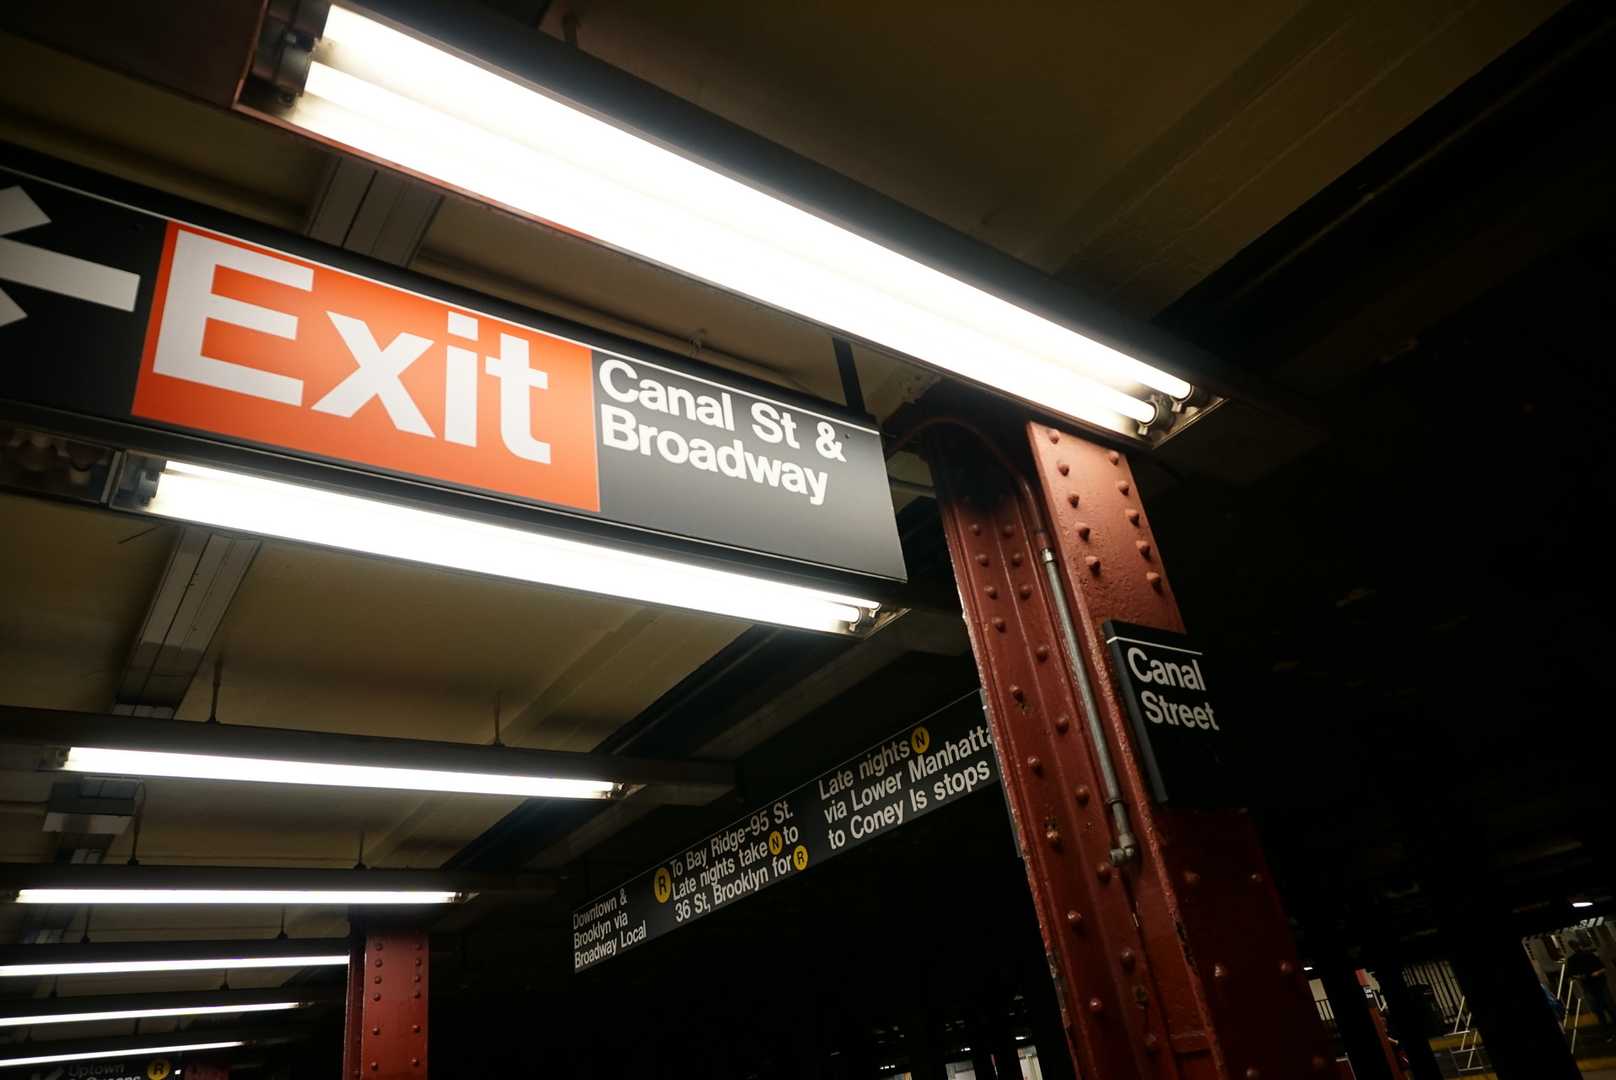 Exit
Canal St &
Broadway
Canal
Street
Downtown &
Brooklyn via
Broadway Local
R To Bay Ridge-95 St.
Late nights take N to
36 St, Brooklyn for R
Late nights N
via Lower Manhatta
to Coney Is stops
Uptown
R